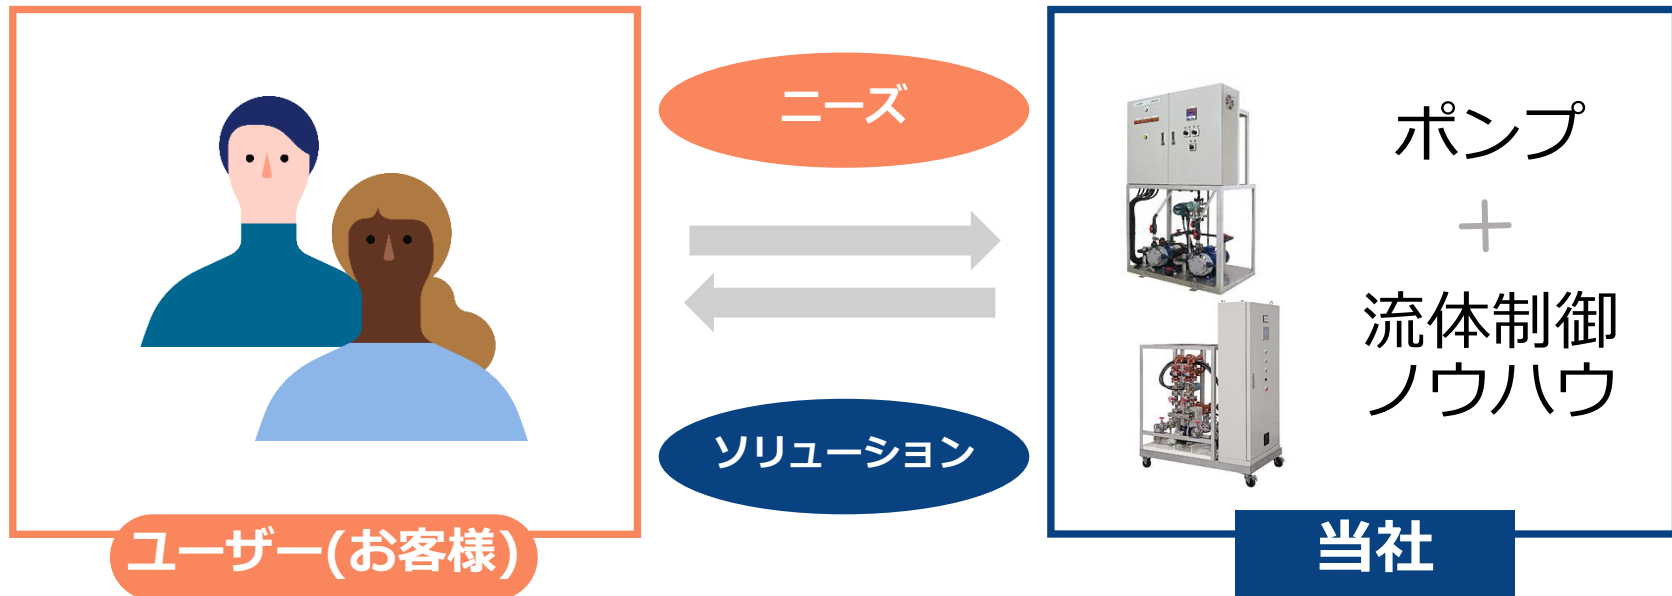 ニーズ
ソリューション
ユーザー(お客様)
ポンプ
＋
流体制御
ノウハウ
当社